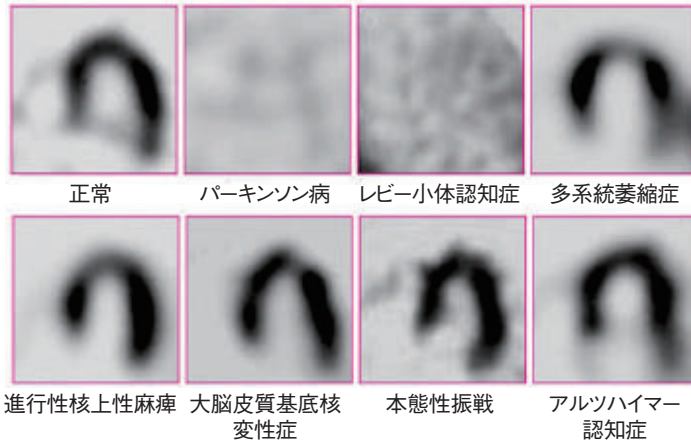 正常
パーキンソン病
レビー小体認知症
多系統萎縮症
進行性核上性麻痺
大脳皮質基底核
変性症
本態性振戦
アルツハイマー
認知症